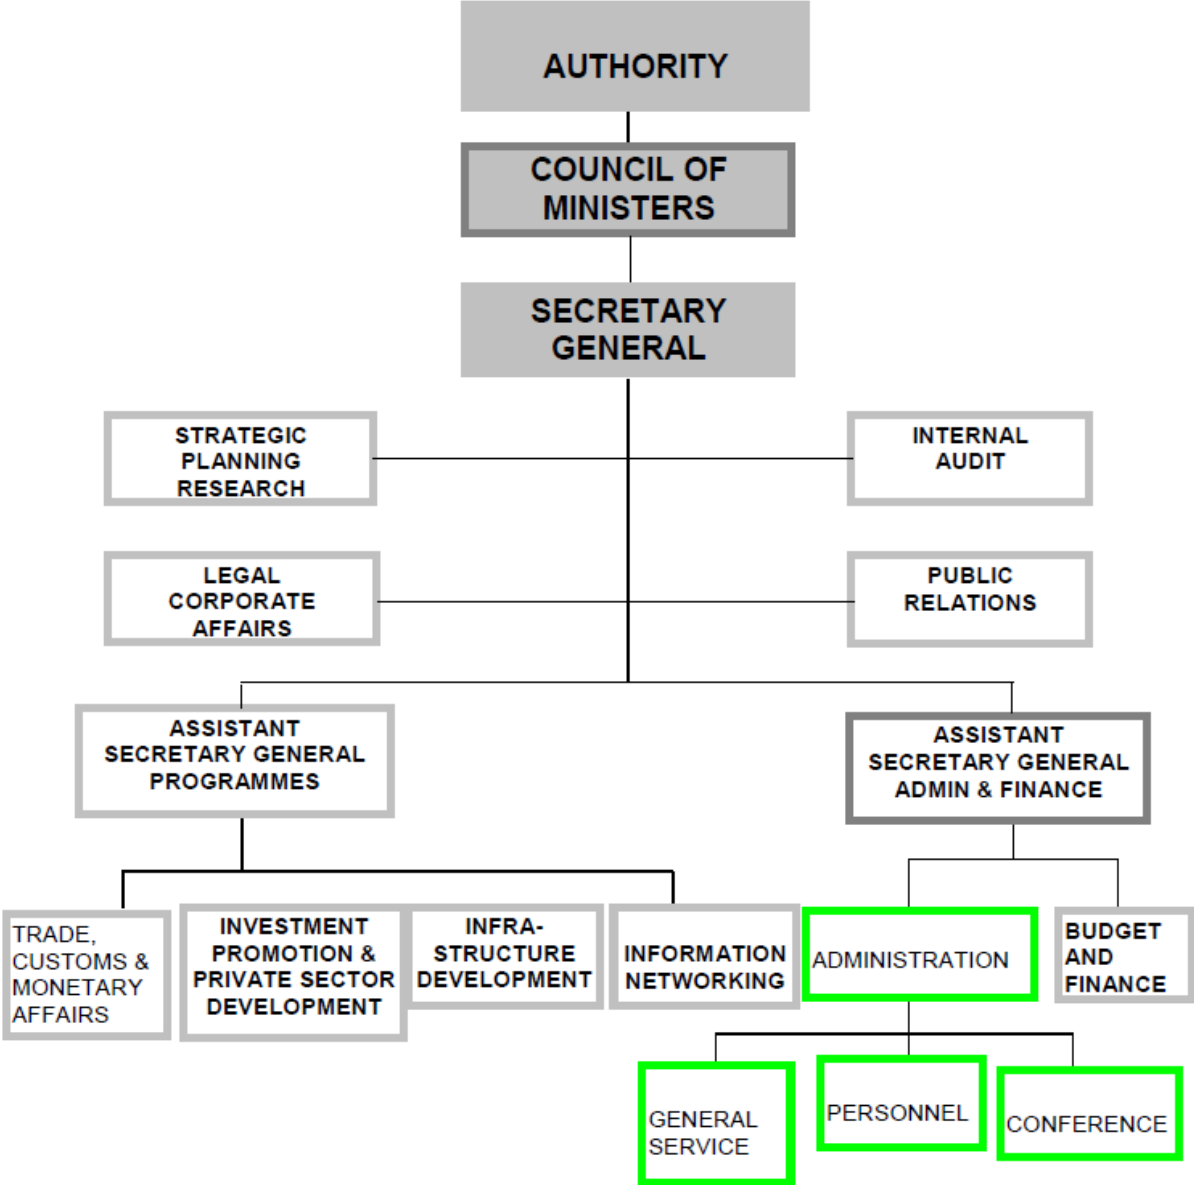 AUTHORITY
COUNCIL OF
MINISTERS
SECRETARY
GENERAL
STRATEGIC
PLANNING
RESEARCH
INTERNAL
AUDIT
LEGAL
CORPORATE
AFFAIRS
PUBLIC
RELATIONS
ASSISTANT
SECRETARY GENERAL
PROGRAMMES
ASSISTANT
SECRETARY GENERAL
ADMIN & FINANCE
TRADE,
CUSTOMS &
MONETARY
AFFAIRS
INVESTMENT
PROMOTION &
PRIVATE SECTOR
DEVELOPMENT
INFRA-
STRUCTURE
DEVELOPMENT
INFORMATION
NETWORKING
ADMINISTRATION
BUDGET
AND
FINANCE
GENERAL
SERVICE
PERSONNEL
CONFERENCE